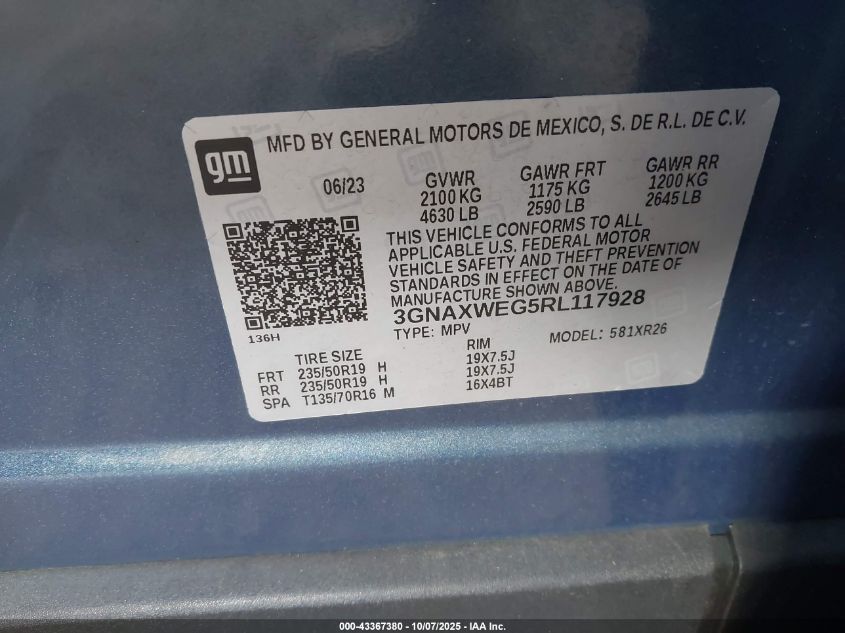 gm
MFD BY GENERAL MOTORS DE MEXICO, S. DE R.L. DE C.V.
06/23
GVWR
2100 KG
4630 LB
GAWR FRT
1175 KG
2590 LB
GAWR RR
1200 KG
2645 LB
THIS VEHICLE CONFORMS TO ALL
APPLICABLE U.S. FEDERAL MOTOR
VEHICLE SAFETY AND THEFT PREVENTION
STANDARDS IN EFFECT ON THE DATE OF
MANUFACTURE SHOWN ABOVE.
3GNAXWEG5RL117928
TYPE: MPV
MODEL: 581XR26
136H
TIRE SIZE
RIM
FRT 235/50R19 H 19X7.5J
RR 235/50R19 H 19X7.5J
SPA T135/70R16 M 16X4BT
000-43367380 - 10/07/2025 - IAA Inc.